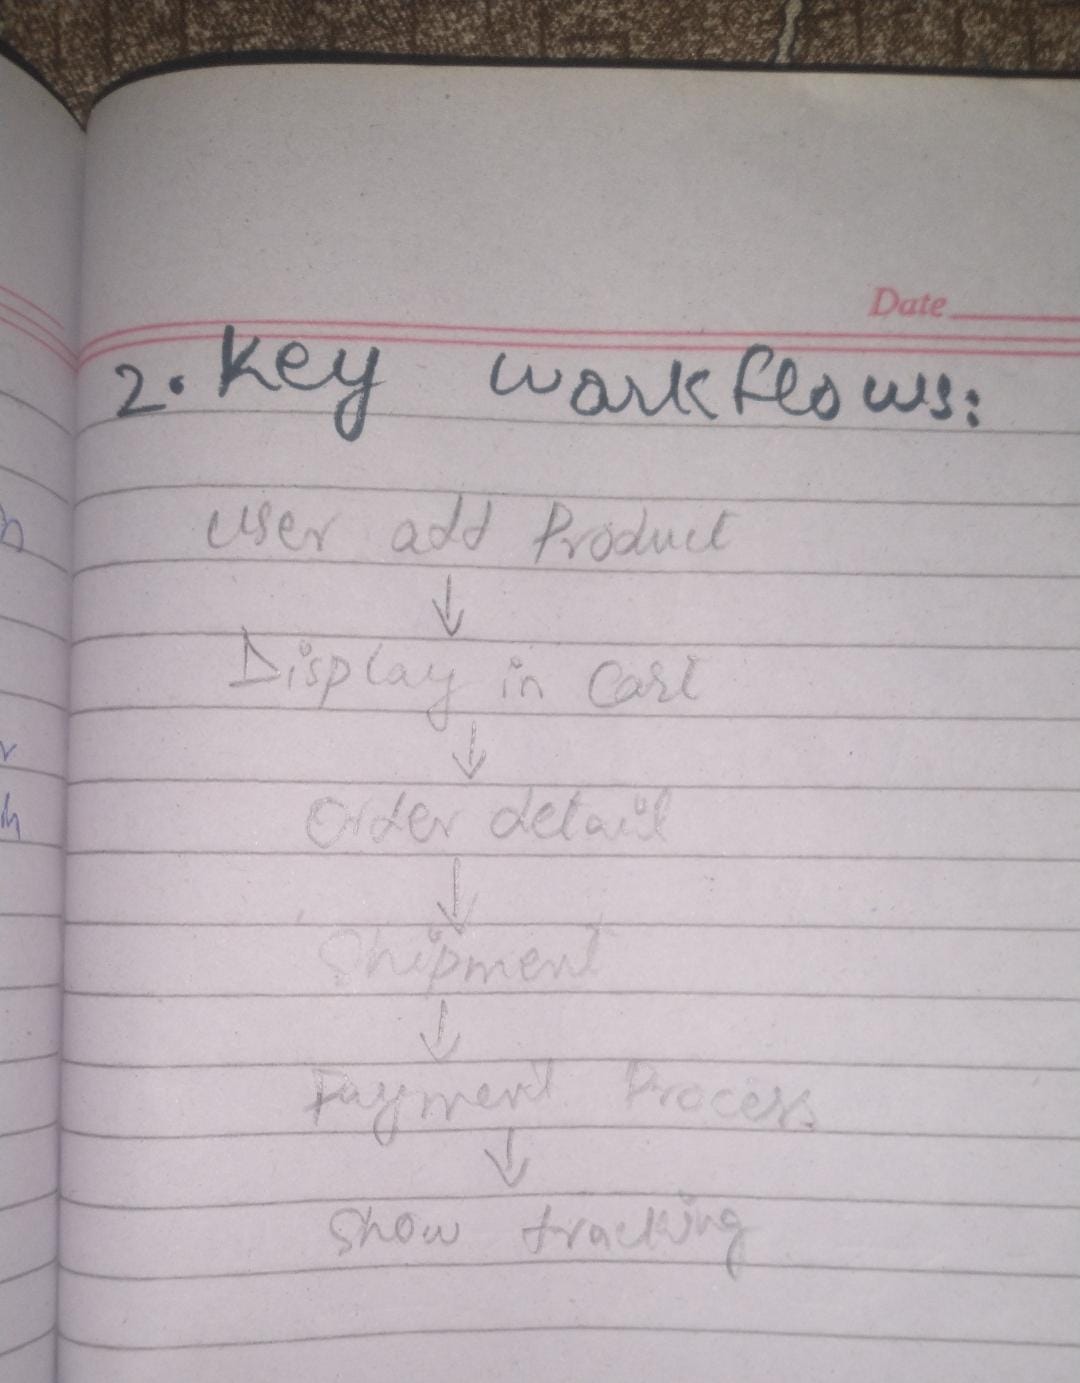 Date
2. Key workflows:
User add Product
↓
Display in Cart
↓
Order detail
↓
Shipment
↓
Payment Process
↓
Show tracking